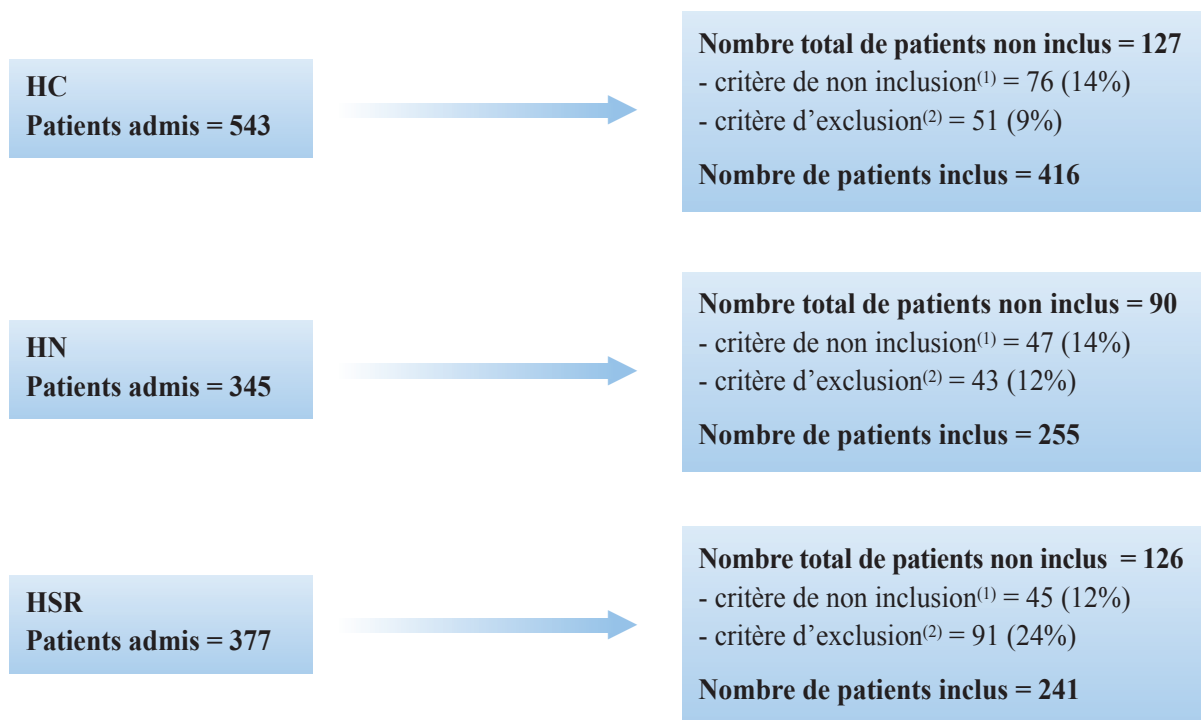 HC
Patients admis = 543
Nombre total de patients non inclus = 127
- critère de non inclusion(1) = 76 (14%)
- critère d’exclusion(2) = 51 (9%)
Nombre de patients inclus = 416
HN
Patients admis = 345
Nombre total de patients non inclus = 90
- critère de non inclusion(1) = 47 (14%)
- critère d’exclusion(2) = 43 (12%)
Nombre de patients inclus = 255
HSR
Patients admis = 377
Nombre total de patients non inclus = 126
- critère de non inclusion(1) = 45 (12%)
- critère d’exclusion(2) = 91 (24%)
Nombre de patients inclus = 241